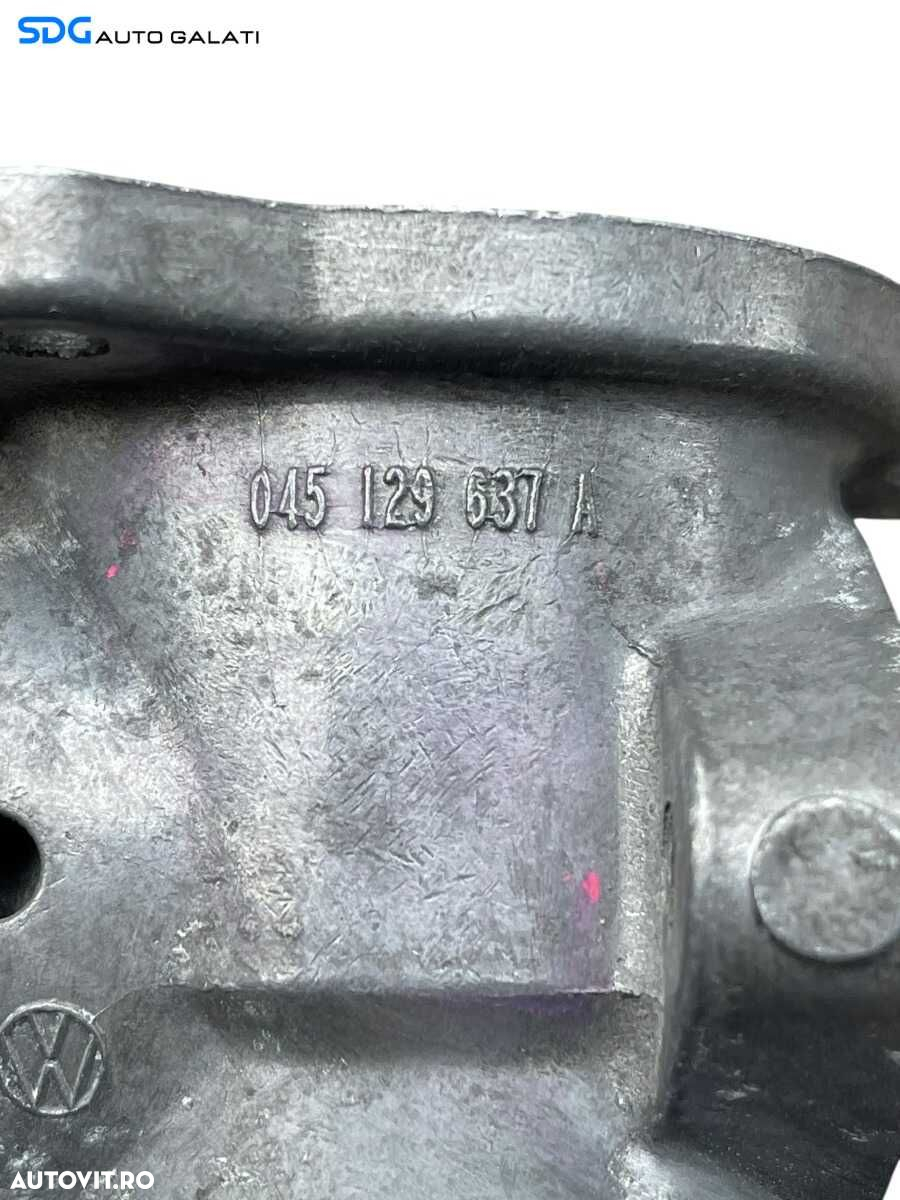 SDG AUTO GALATI
045 129 637 A
AUTOVIT.RO